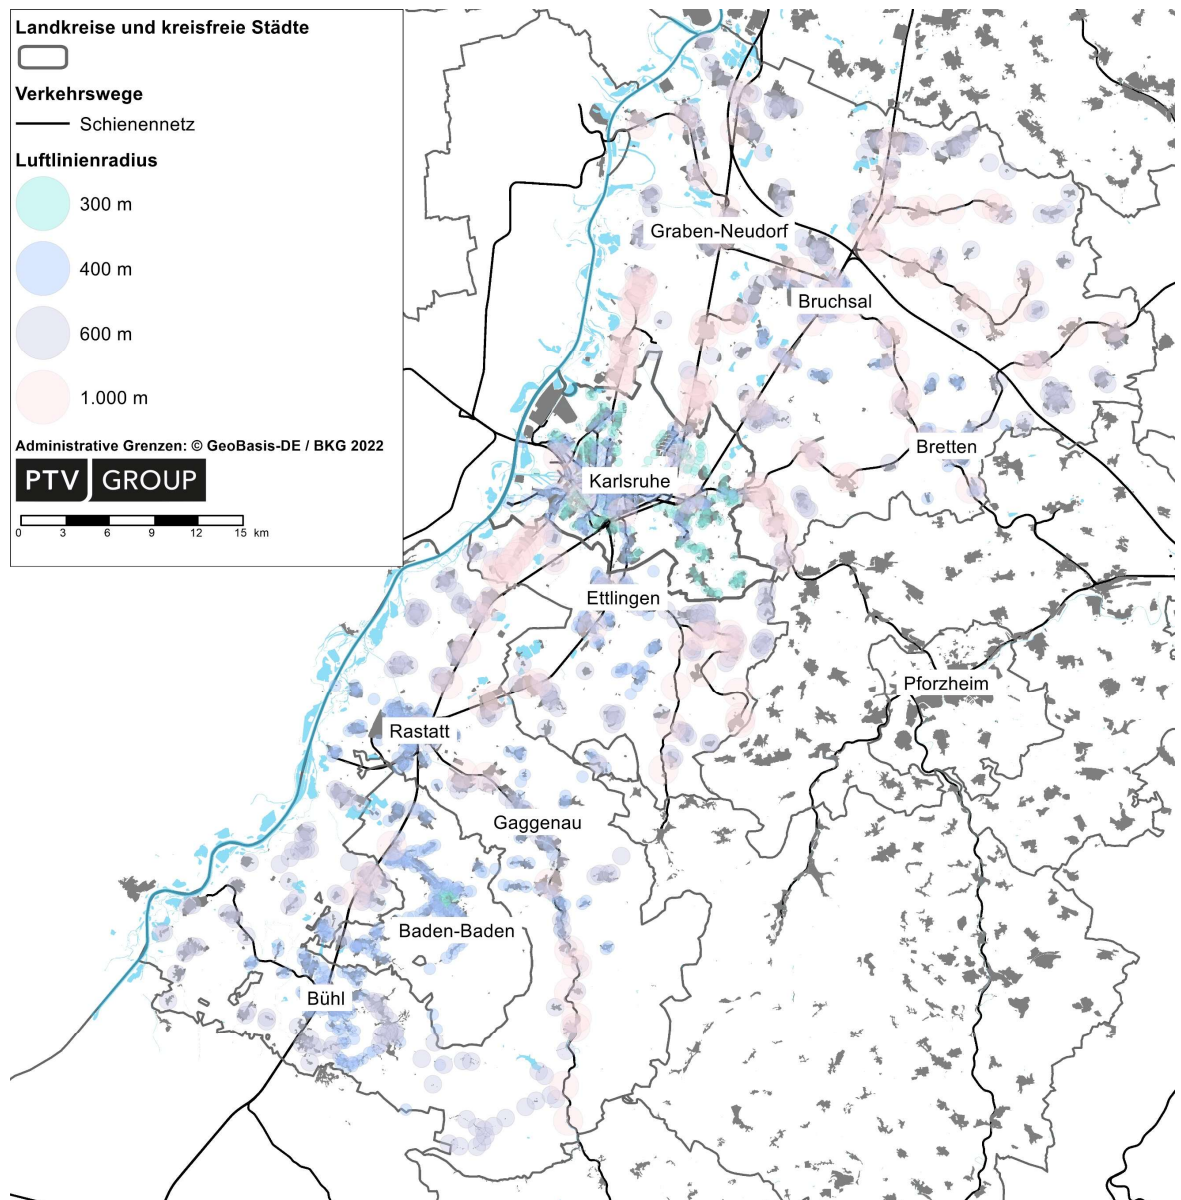 Landkreise und kreisfreie Städte
Verkehrswege
Schienennetz
Luftlinienradius
300 m
400 m
600 m
1.000 m
Administrative Grenzen: © GeoBasis-DE / BKG 2022
PTV GROUP
0 3 6 9 12 15 km
Graben-Neudorf
Bruchsal
Bretten
Karlsruhe
Ettlingen
Pforzheim
Rastatt
Gaggenau
Baden-Baden
Bühl